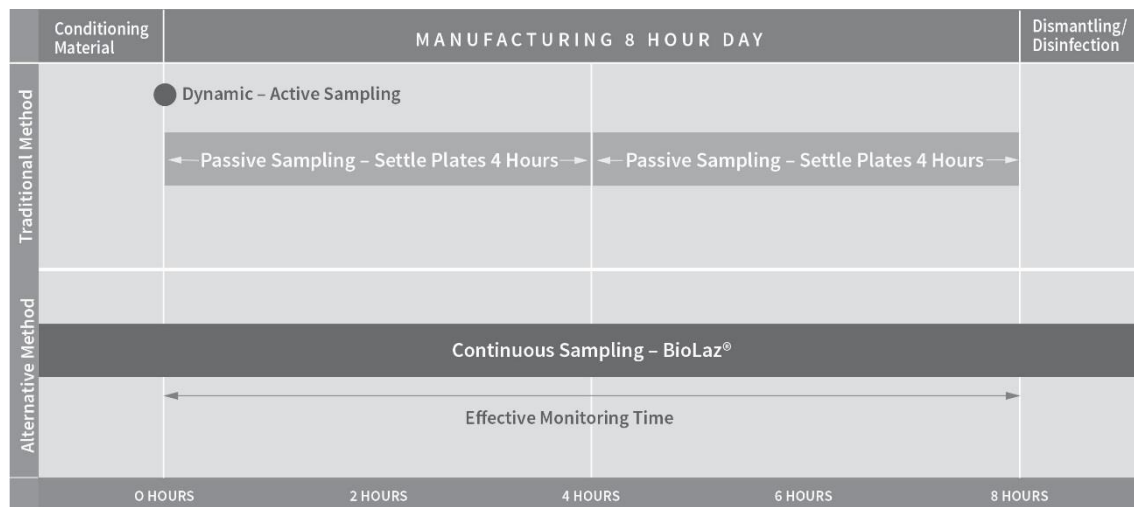 Conditioning
Material
MANUFACTURING 8 HOUR DAY
Dismantling/
Disinfection
Traditional Method
Dynamic – Active Sampling
Passive Sampling – Settle Plates 4 Hours
Passive Sampling – Settle Plates 4 Hours
Alternative Method
Continuous Sampling – BioLaz®
Effective Monitoring Time
0 HOURS
2 HOURS
4 HOURS
6 HOURS
8 HOURS